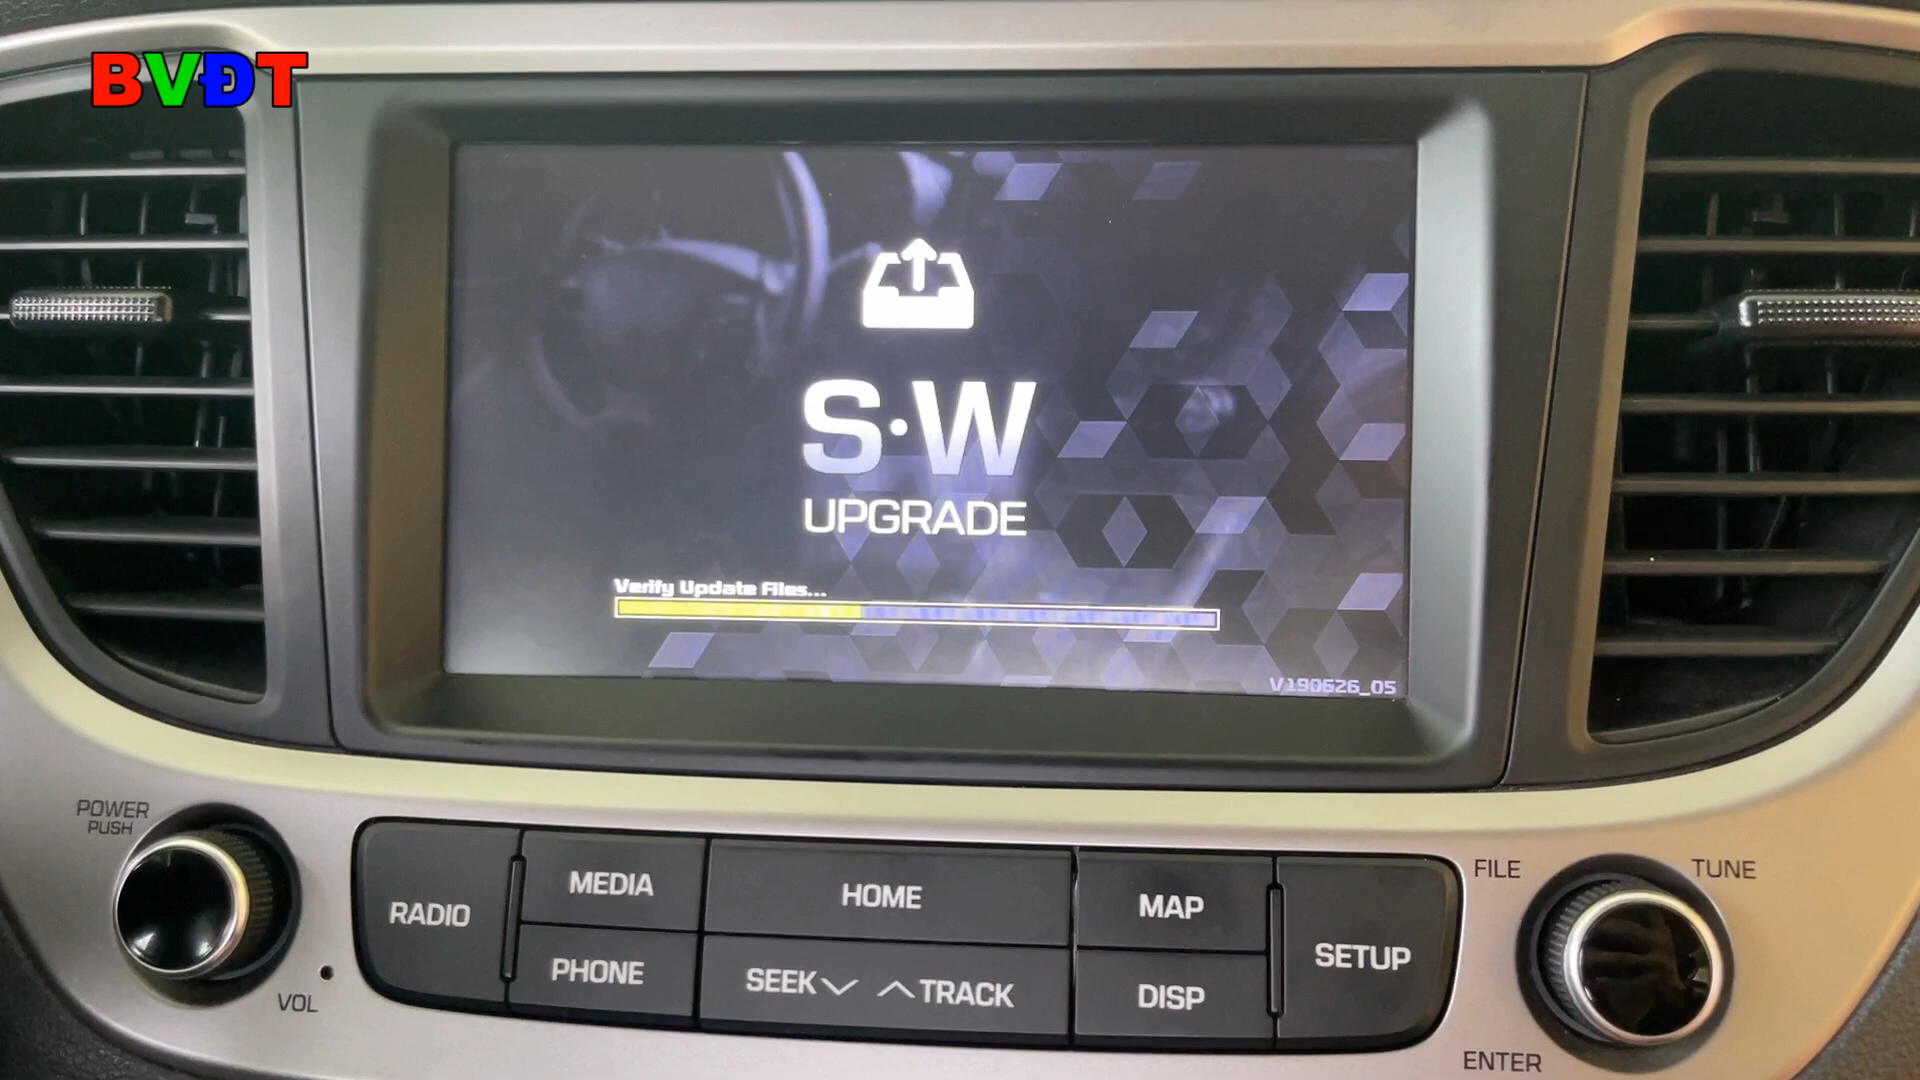 BVĐT
S·W
UPGRADE
Verify Update Files...
V190626_05
POWER
PUSH
VOL
RADIO
MEDIA
PHONE
HOME
SEEK TRACK
MAP
DISP
SETUP
FILE
TUNE
ENTER